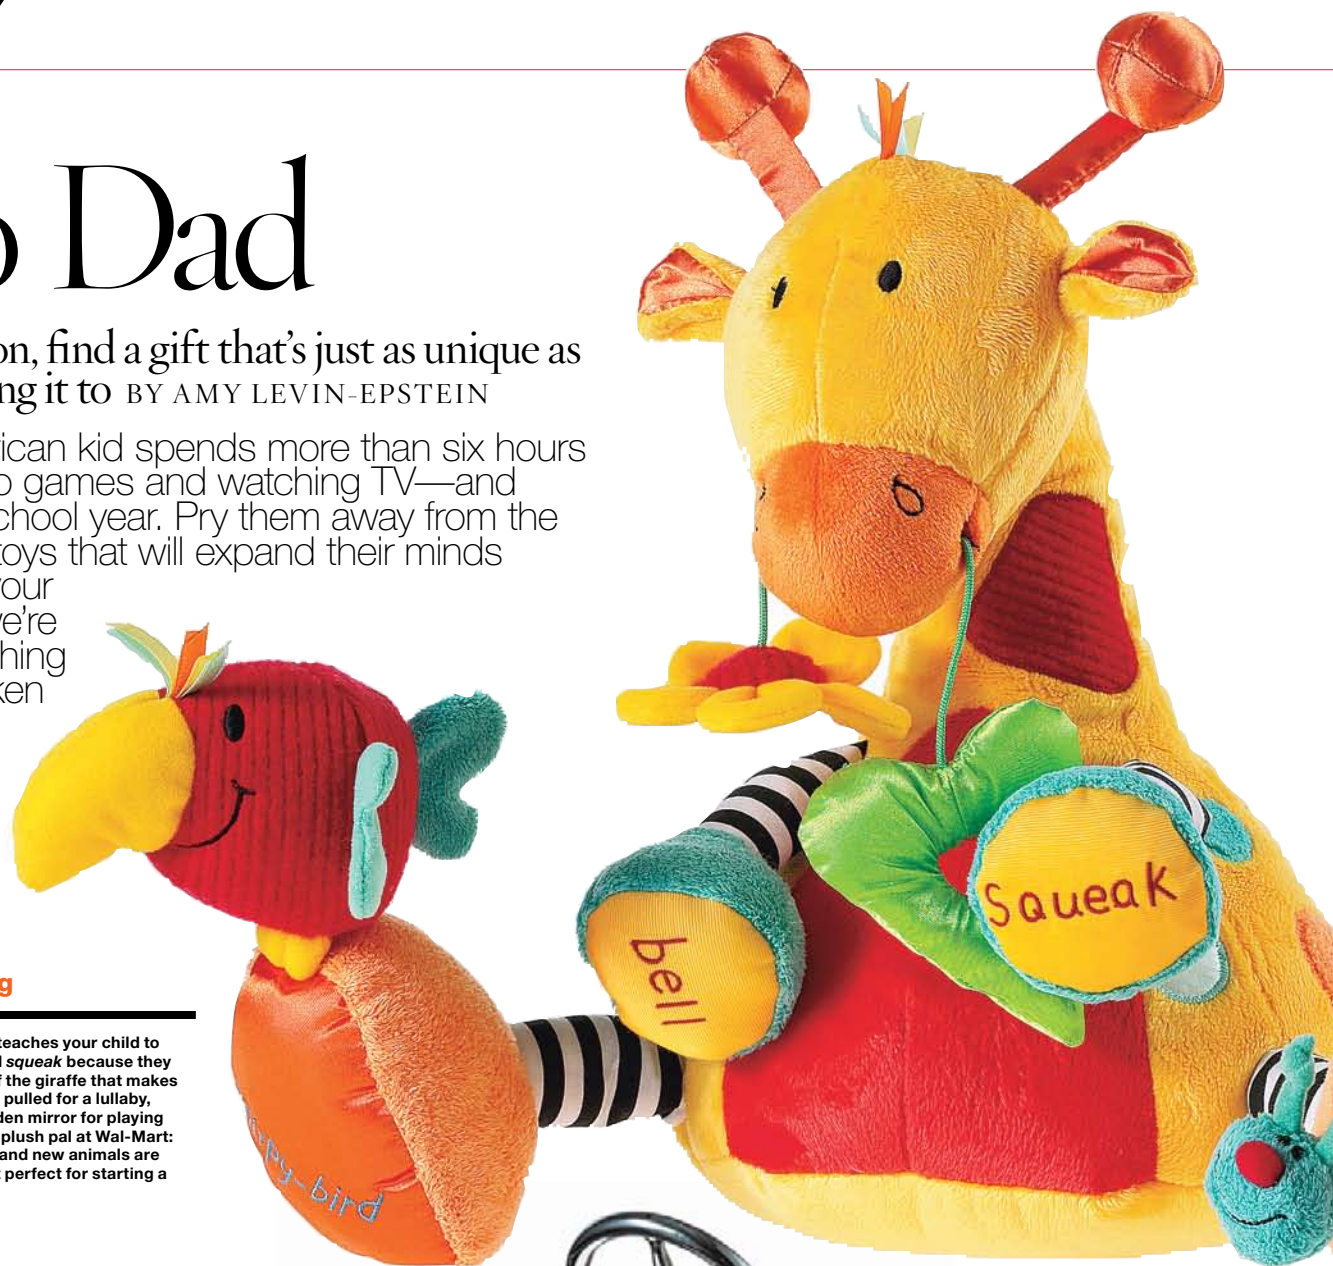 Dad
on, find a gift that's just as unique as
ng it to BY AMY LEVIN-EPSTEIN
ican kid spends more than six hours
o games and watching TV—and
chool year. Pry them away from the
toys that will expand their minds
your
we're
hing
ken
g
teaches your child to
squeak because they
f the giraffe that makes
pulled for a lullaby,
den mirror for playing
plush pal at Wal-Mart:
and new animals are
perfect for starting a
Squeak
bell
py-bird